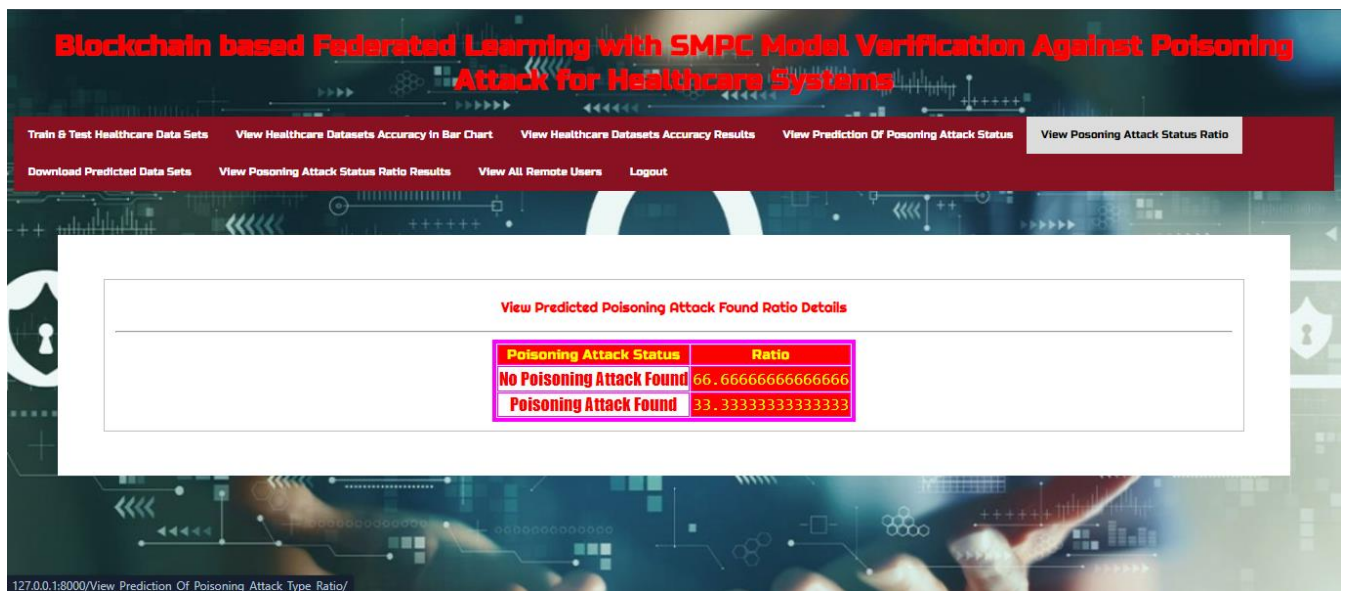 Blockchain based Federated Learning with SMPC Model Verification Against Poisoning
Attack for Healthcare Systems
Train & Test Healthcare Data Sets View Healthcare Datasets Accuracy in Bar Chart View Healthcare Datasets Accuracy Results View Prediction Of Posoning Attack Status View Posoning Attack Status Ratio
Download Predicted Data Sets View Posoning Attack Status Ratio Results View All Remote Users Logout
View Predicted Poisoning Attack Found Ratio Details
Poisoning Attack Status Ratio
No Poisoning Attack Found 66.66666666666666
Poisoning Attack Found 33.33333333333333
127.0.0.1:8000/View_Prediction_Of_Poisoning_Attack_Type_Ratio/